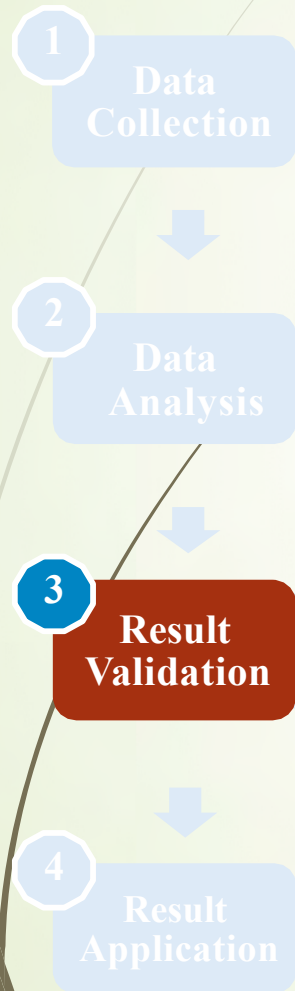 1
Data
Collection
2
Data
Analysis
3
Result
Validation
4
Result
Application